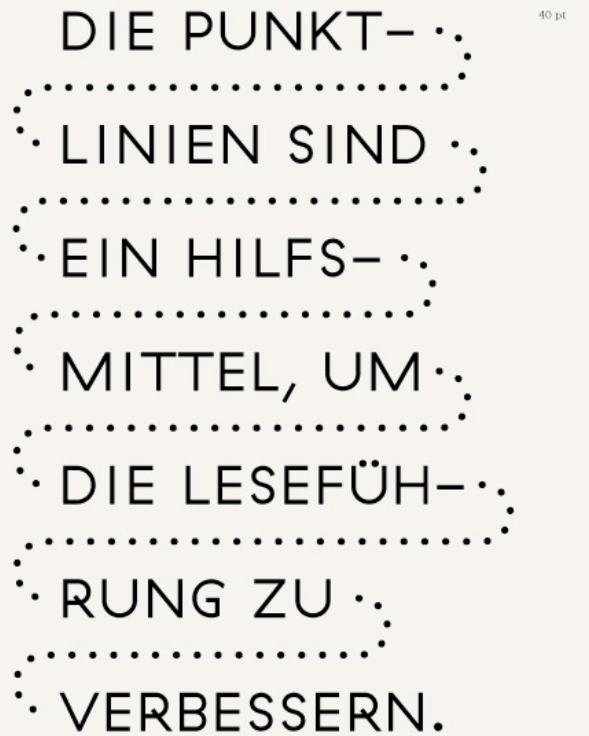 40 pt
DIE PUNKT–
LINIEN SIND
EIN HILFS–
MITTEL, UM
DIE LESEFÜH–
RUNG ZU
VERBESSERN.